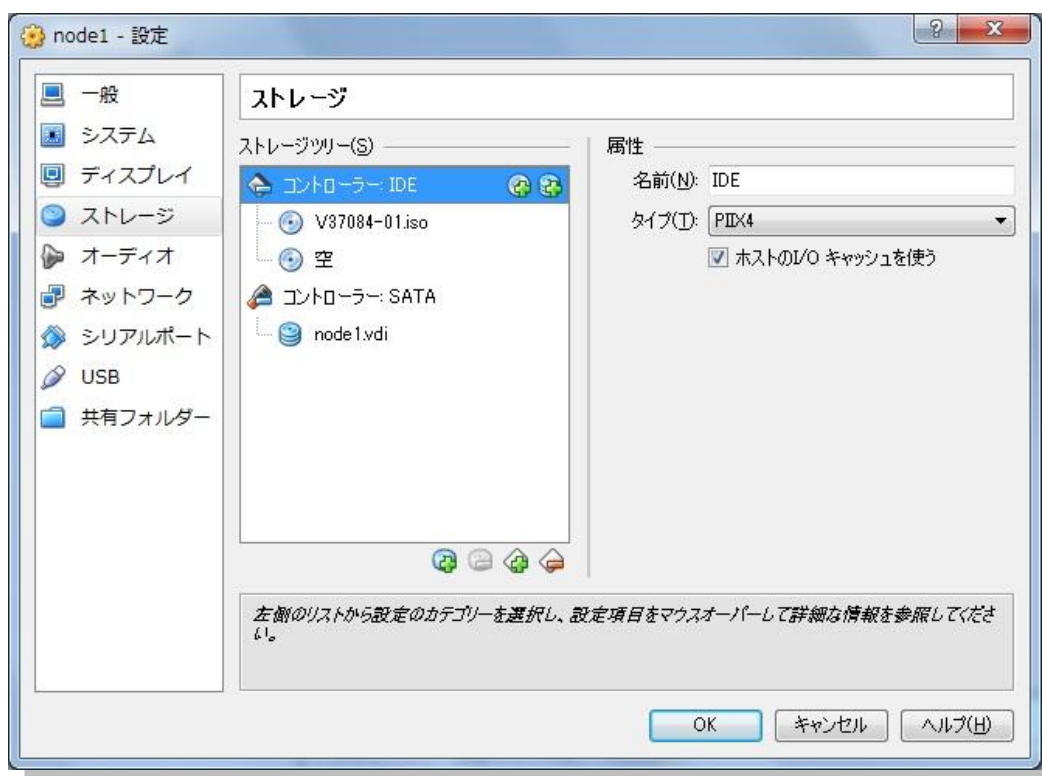 node1 - 設定
一般
システム
ディスプレイ
ストレージ
オーディオ
ネットワーク
シリアルポート
USB
共有フォルダー
ストレージ
ストレージツリー(S)
コントローラー: IDE
V37084-01.iso
空
コントローラー: SATA
node1.vdi
属性
名前(N): IDE
タイプ(T): PIIX4
ホストのI/O キャッシュを使う
左側のリストから設定のカテゴリーを選択し、設定項目をマウスオーバーして詳細な情報を参照してくださ
い。
OK
キャンセル
ヘルプ(H)